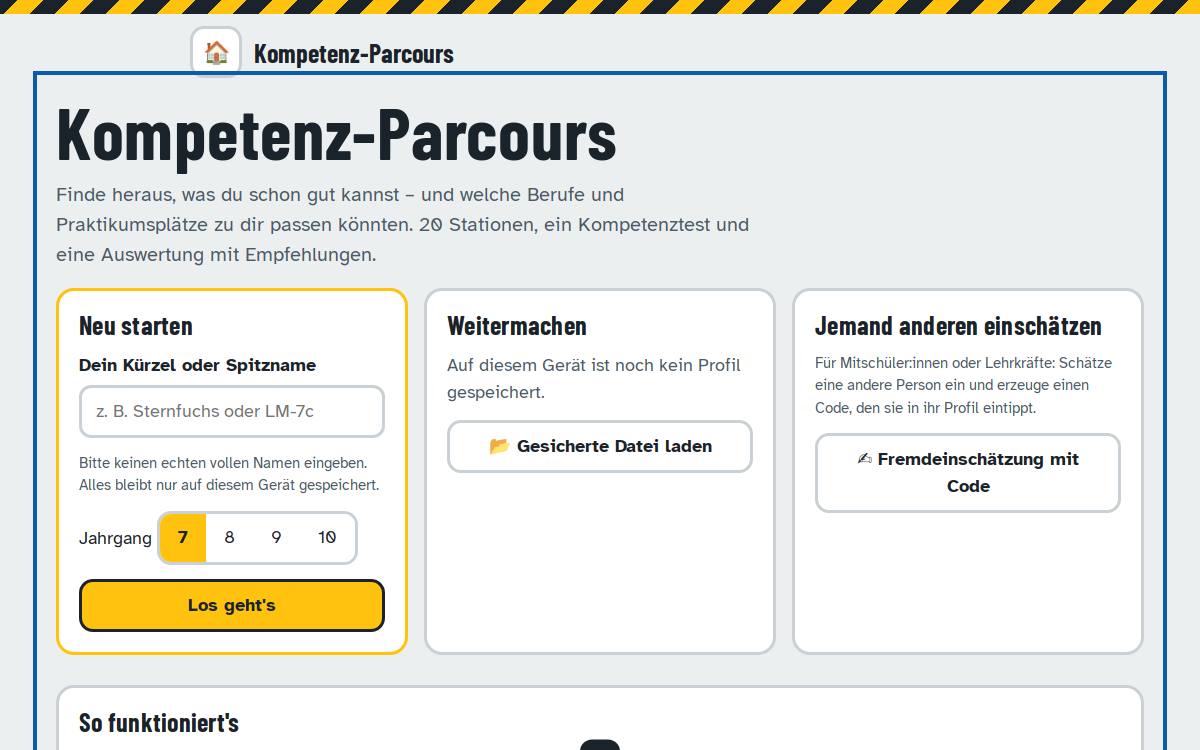 Kompetenz-Parcours
Kompetenz-Parcours
Finde heraus, was du schon gut kannst – und welche Berufe und
Praktikumsplätze zu dir passen könnten. 20 Stationen, ein Kompetenztest und
eine Auswertung mit Empfehlungen.
Neu starten
Dein Kürzel oder Spitzname
z. B. Sternfuchs oder LM-7c
Bitte keinen echten vollen Namen eingeben.
Alles bleibt nur auf diesem Gerät gespeichert.
Jahrgang 7 8 9 10
Los geht's
Weitermachen
Auf diesem Gerät ist noch kein Profil
gespeichert.
📂 Gesicherte Datei laden
Jemand anderen einschätzen
Für Mitschüler:innen oder Lehrkräfte: Schätze
eine andere Person ein und erzeuge einen
Code, den sie in ihr Profil eintippt.
✍ Fremdeinschätzung mit
Code
So funktioniert's